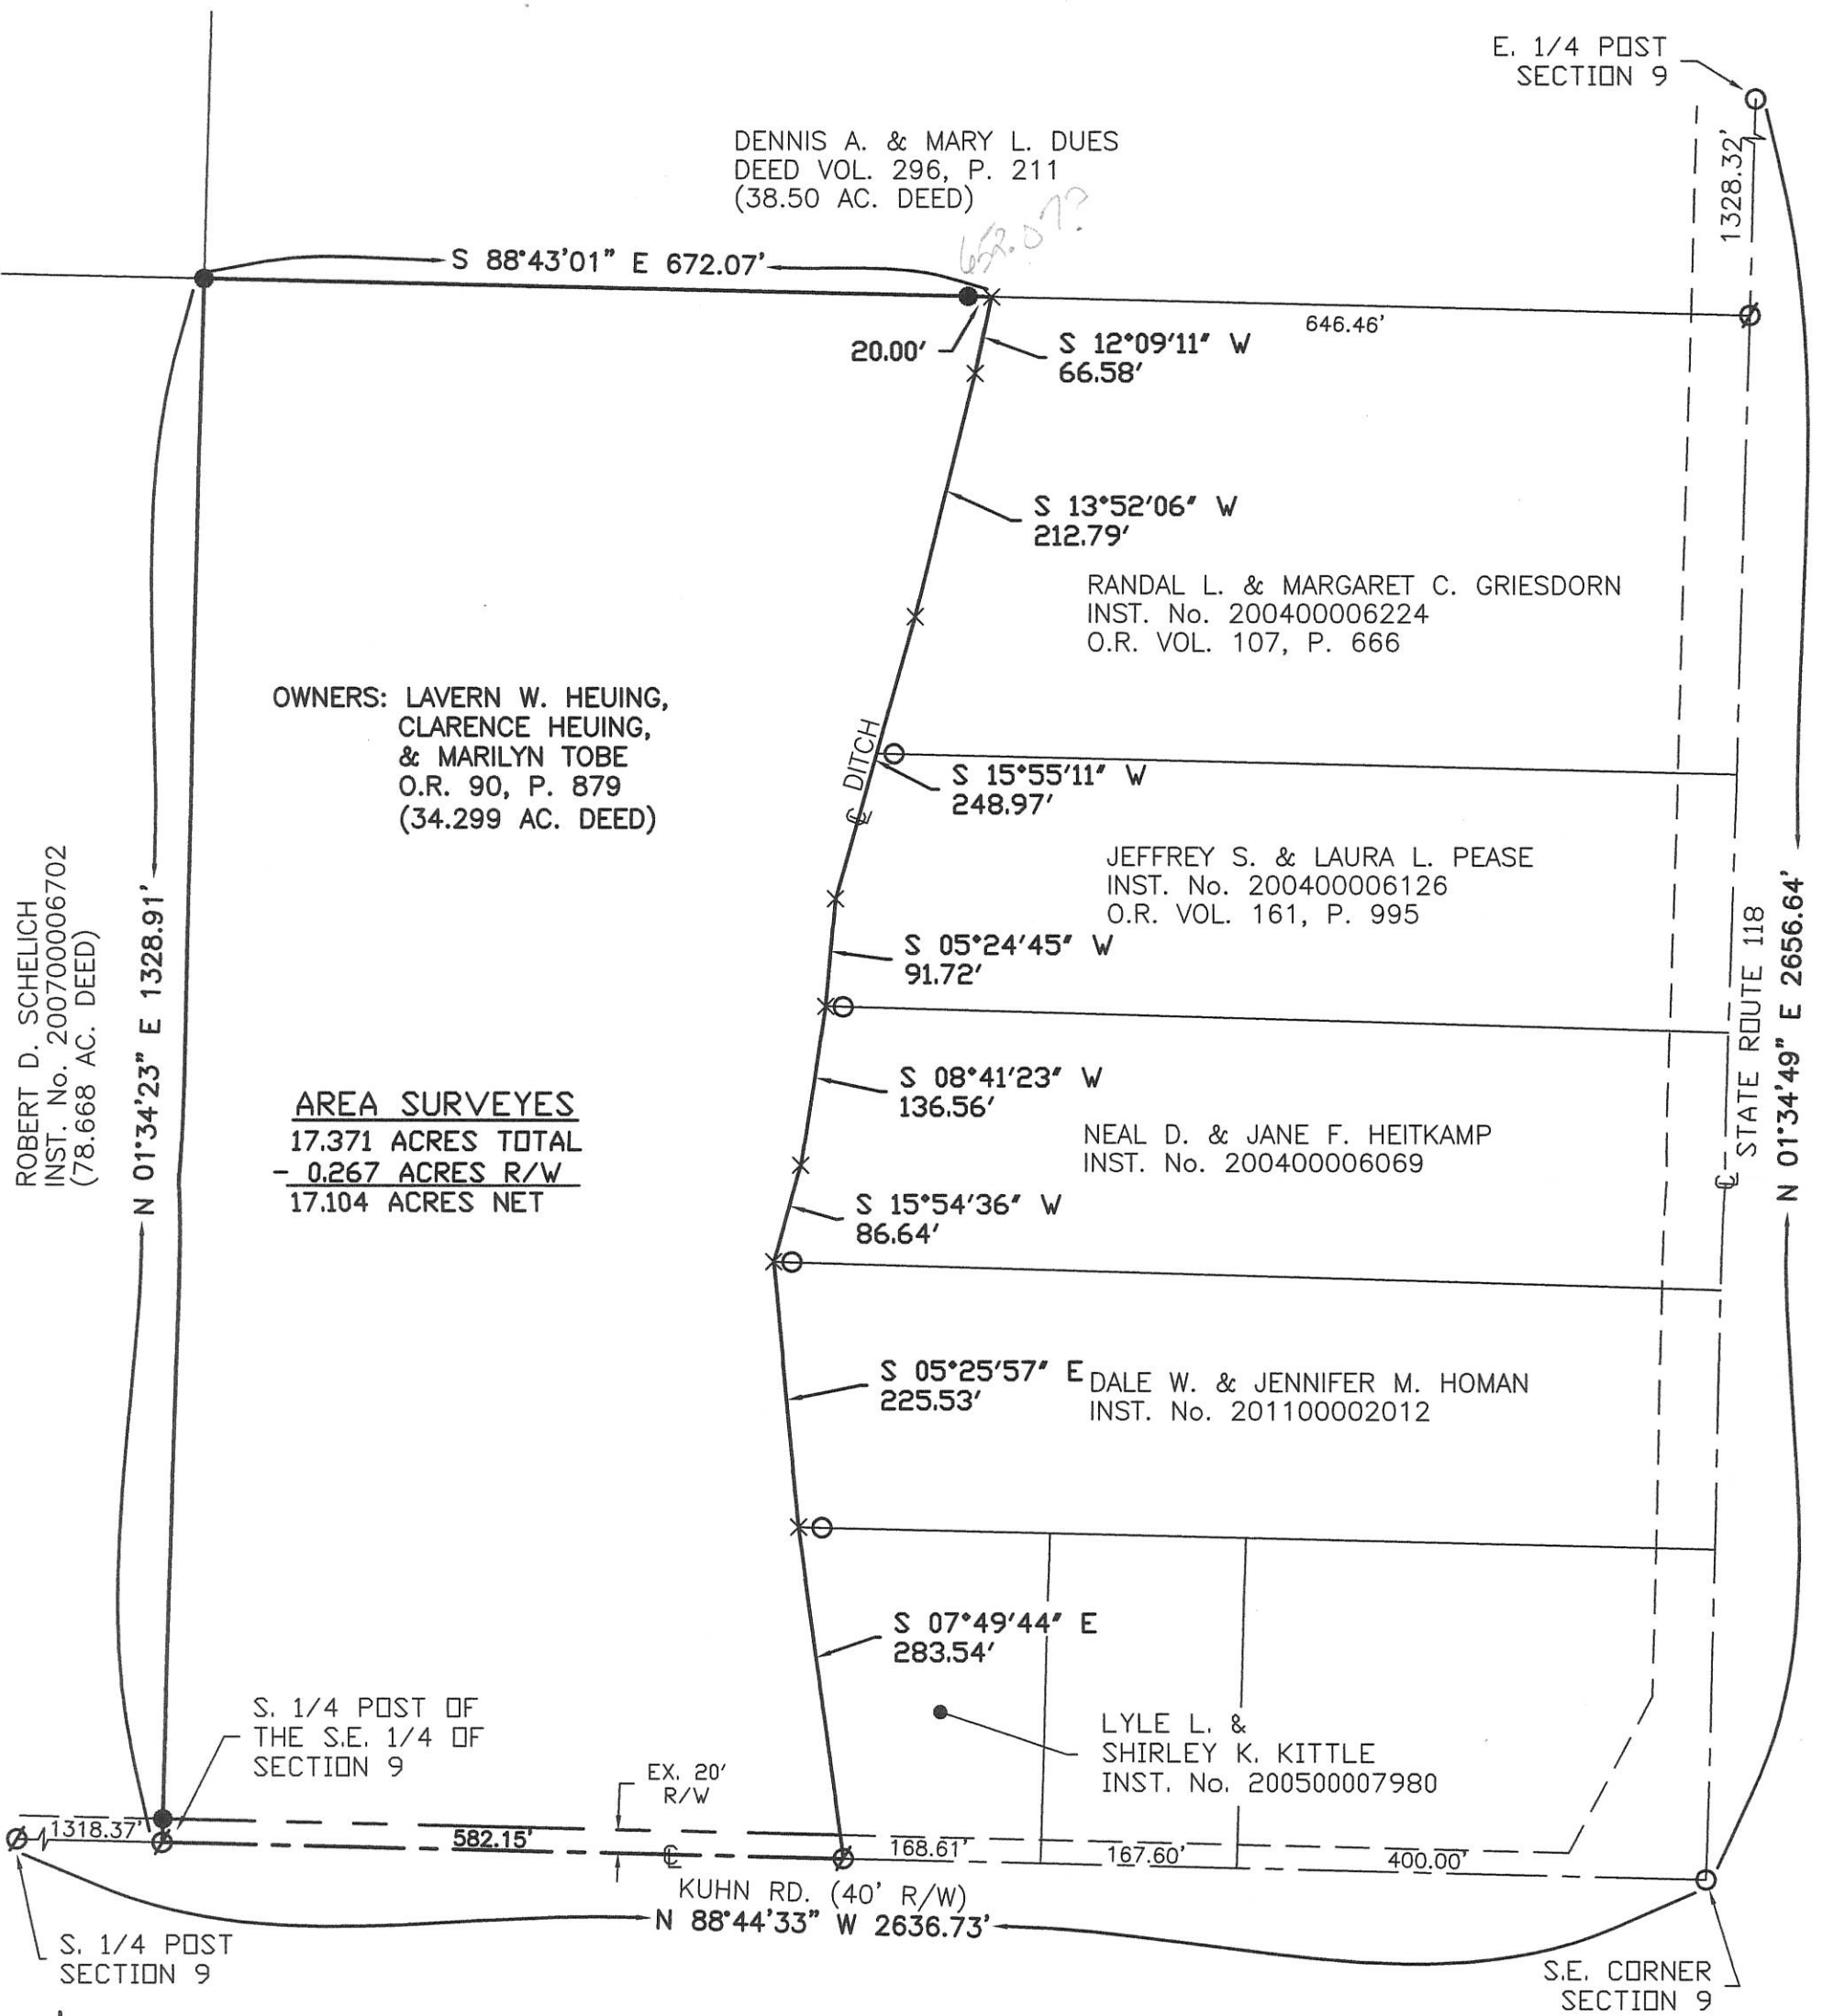 E. 1/4 POST
SECTION 9
1328.32'
DENNIS A. & MARY L. DUES
DEED VOL. 296, P. 211
(38.50 AC. DEED)
652.07?
S 88°43'01" E 672.07'
646.46'
20.00'
S 12°09'11" W
66.58'
S 13°52'06" W
212.79'
RANDAL L. & MARGARET C. GRIESDORN
INST. No. 200400006224
O.R. VOL. 107, P. 666
OWNERS: LAVERN W. HEUING,
CLARENCE HEUING,
& MARILYN TOBE
O.R. 90, P. 879
(34.299 AC. DEED)
℄ DITCH
S 15°55'11" W
248.97'
JEFFREY S. & LAURA L. PEASE
INST. No. 200400006126
O.R. VOL. 161, P. 995
ROBERT D. SCHELICH
INST. No. 200700006702
(78.668 AC. DEED)
N 01°34'23" E 1328.91'
S 05°24'45" W
91.72'
℄ STATE ROUTE 118
N 01°34'49" E 2656.64'
AREA SURVEYES
17.371 ACRES TOTAL
- 0.267 ACRES R/W
17.104 ACRES NET
S 08°41'23" W
136.56'
NEAL D. & JANE F. HEITKAMP
INST. No. 200400006069
S 15°54'36" W
86.64'
S 05°25'57" E
225.53'
DALE W. & JENNIFER M. HOMAN
INST. No. 201100002012
S 07°49'44" E
283.54'
S. 1/4 POST OF
THE S.E. 1/4 OF
SECTION 9
EX. 20'
R/W
LYLE L. &
SHIRLEY K. KITTLE
INST. No. 200500007980
1318.37'
582.15'
℄
168.61'
167.60'
400.00'
KUHN RD. (40' R/W)
N 88°44'33" W 2636.73'
S. 1/4 POST
SECTION 9
S.E. CORNER
SECTION 9